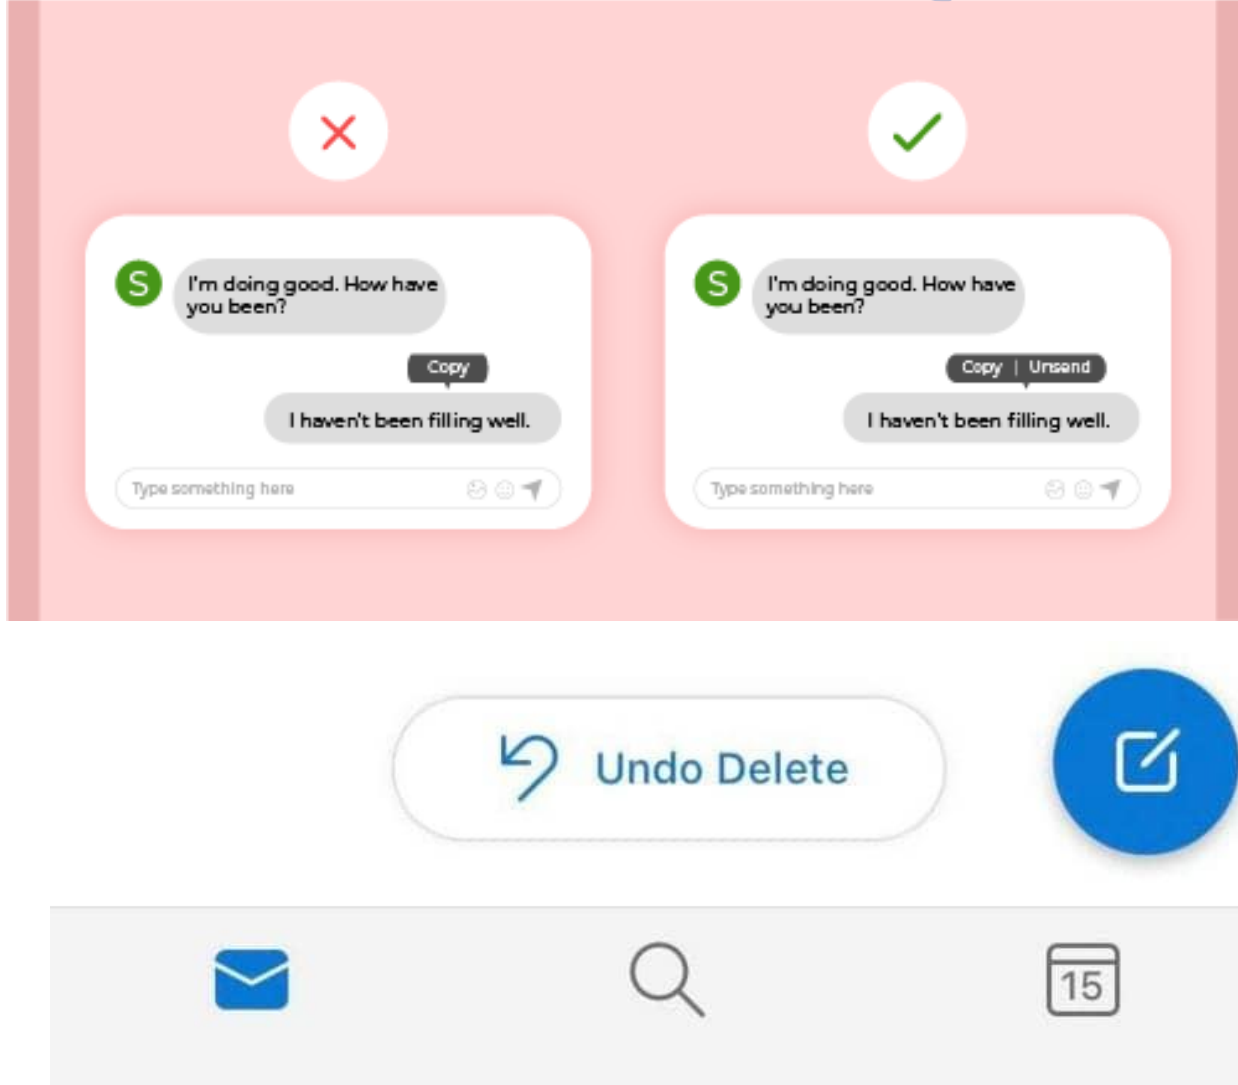 S
I'm doing good. How have
you been?
Copy
I haven't been filling well.
Type something here
S
I'm doing good. How have
you been?
Copy | Unsend
I haven't been filling well.
Type something here
Undo Delete
15